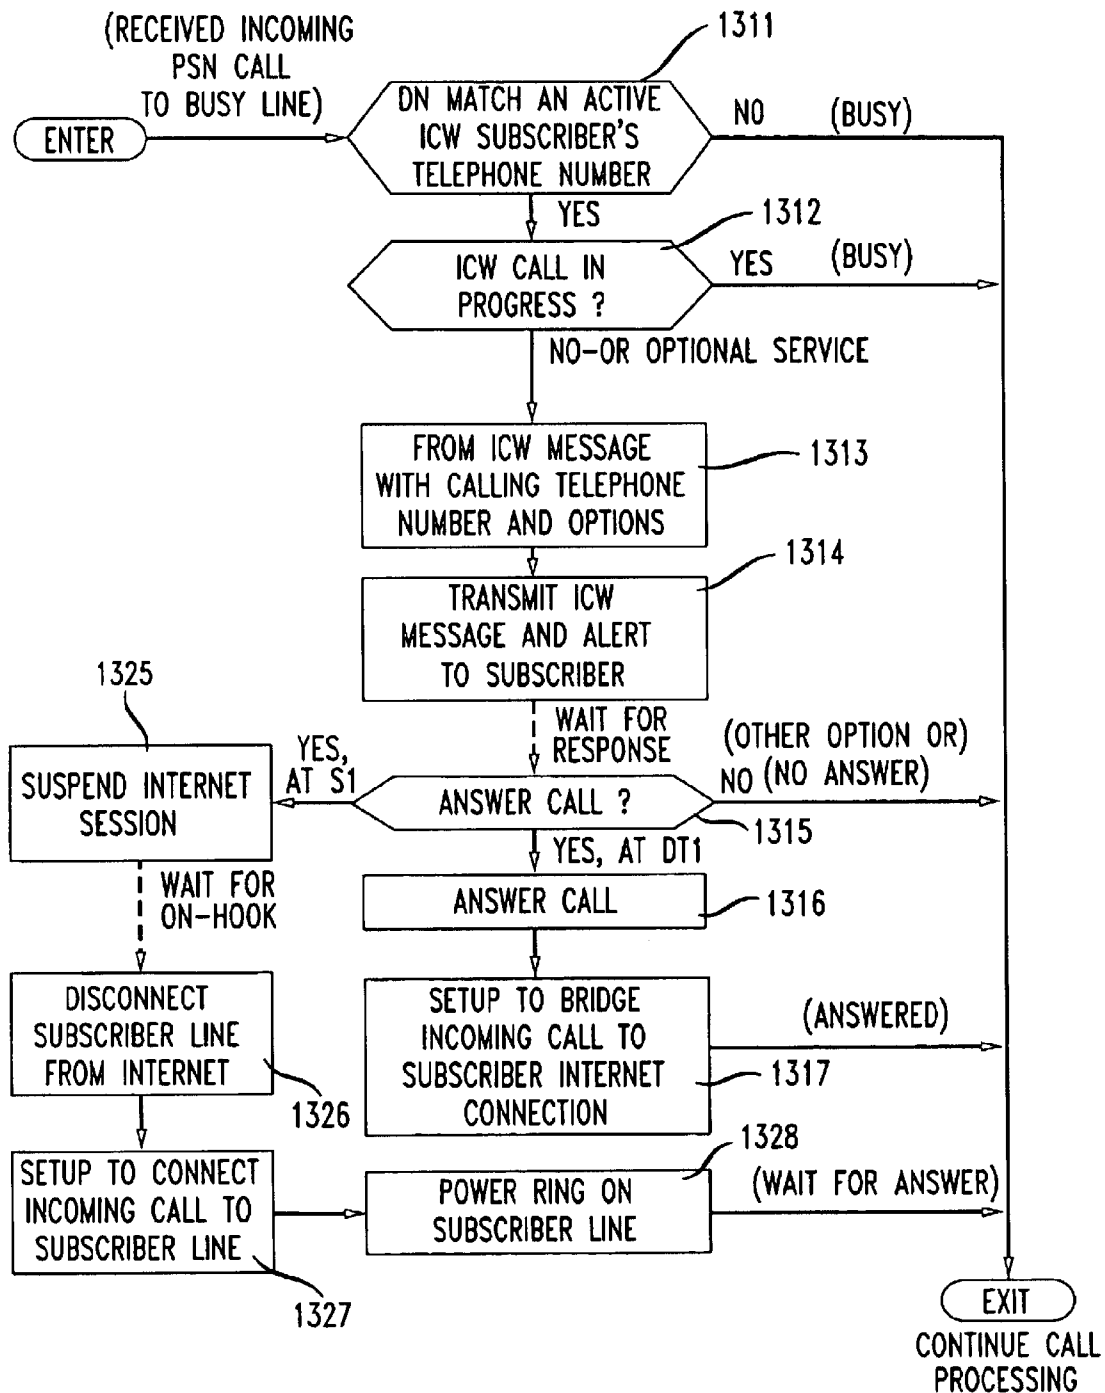 (RECEIVED INCOMING
PSN CALL
TO BUSY LINE)
ENTER
1311
DN MATCH AN ACTIVE
ICW SUBSCRIBER'S
TELEPHONE NUMBER
NO (BUSY)
YES
1312
ICW CALL IN
PROGRESS ?
YES (BUSY)
NO-OR OPTIONAL SERVICE
FROM ICW MESSAGE
WITH CALLING TELEPHONE
NUMBER AND OPTIONS
1313
1314
TRANSMIT ICW
MESSAGE AND ALERT
TO SUBSCRIBER
WAIT FOR
RESPONSE
ANSWER CALL ?
1315
(OTHER OPTION OR)
NO (NO ANSWER)
YES,
AT S1
1325
SUSPEND INTERNET
SESSION
WAIT FOR
ON-HOOK
YES, AT DT1
ANSWER CALL
1316
DISCONNECT
SUBSCRIBER LINE
FROM INTERNET
1326
SETUP TO BRIDGE
INCOMING CALL TO
SUBSCRIBER INTERNET
CONNECTION
(ANSWERED)
1317
SETUP TO CONNECT
INCOMING CALL TO
SUBSCRIBER LINE
1327
1328
POWER RING ON
SUBSCRIBER LINE
(WAIT FOR ANSWER)
EXIT
CONTINUE CALL
PROCESSING